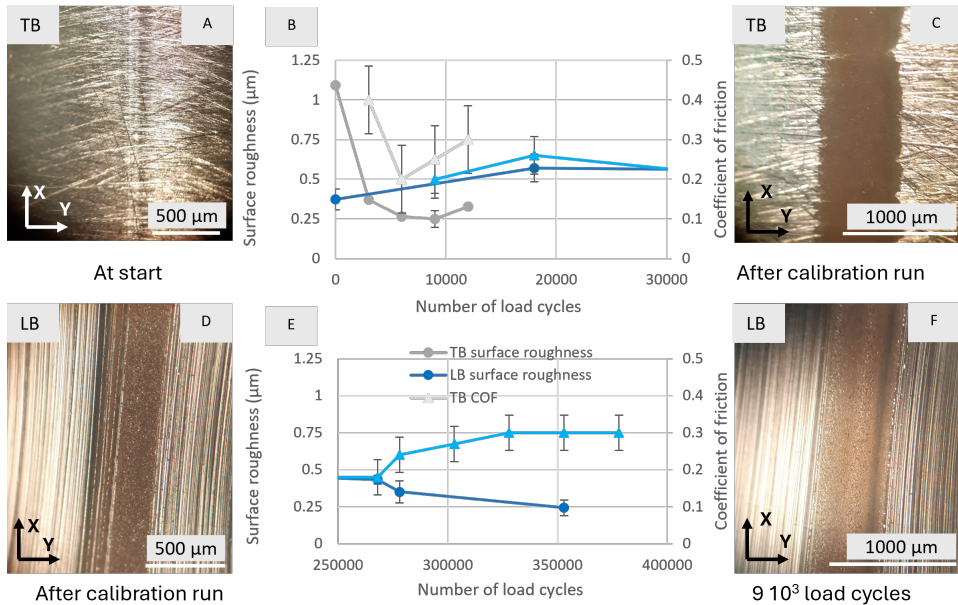 TB
A
X
Y
500 µm
At start
B
1.25
1
0.75
0.5
0.25
0
Surface roughness (µm)
0.5
0.4
0.3
0.2
0.1
0
Coefficient of friction
0
10000
20000
30000
Number of load cycles
TB
C
X
Y
1000 µm
After calibration run
LB
D
X
Y
500 µm
After calibration run
E
TB surface roughness
LB surface roughness
TB COF
1.25
1
0.75
0.5
0.25
0
Surface roughness (µm)
0.5
0.4
0.3
0.2
0.1
0
Coefficient of friction
250000
300000
350000
400000
Number of load cycles
LB
F
X
Y
1000 µm
9 10³ load cycles